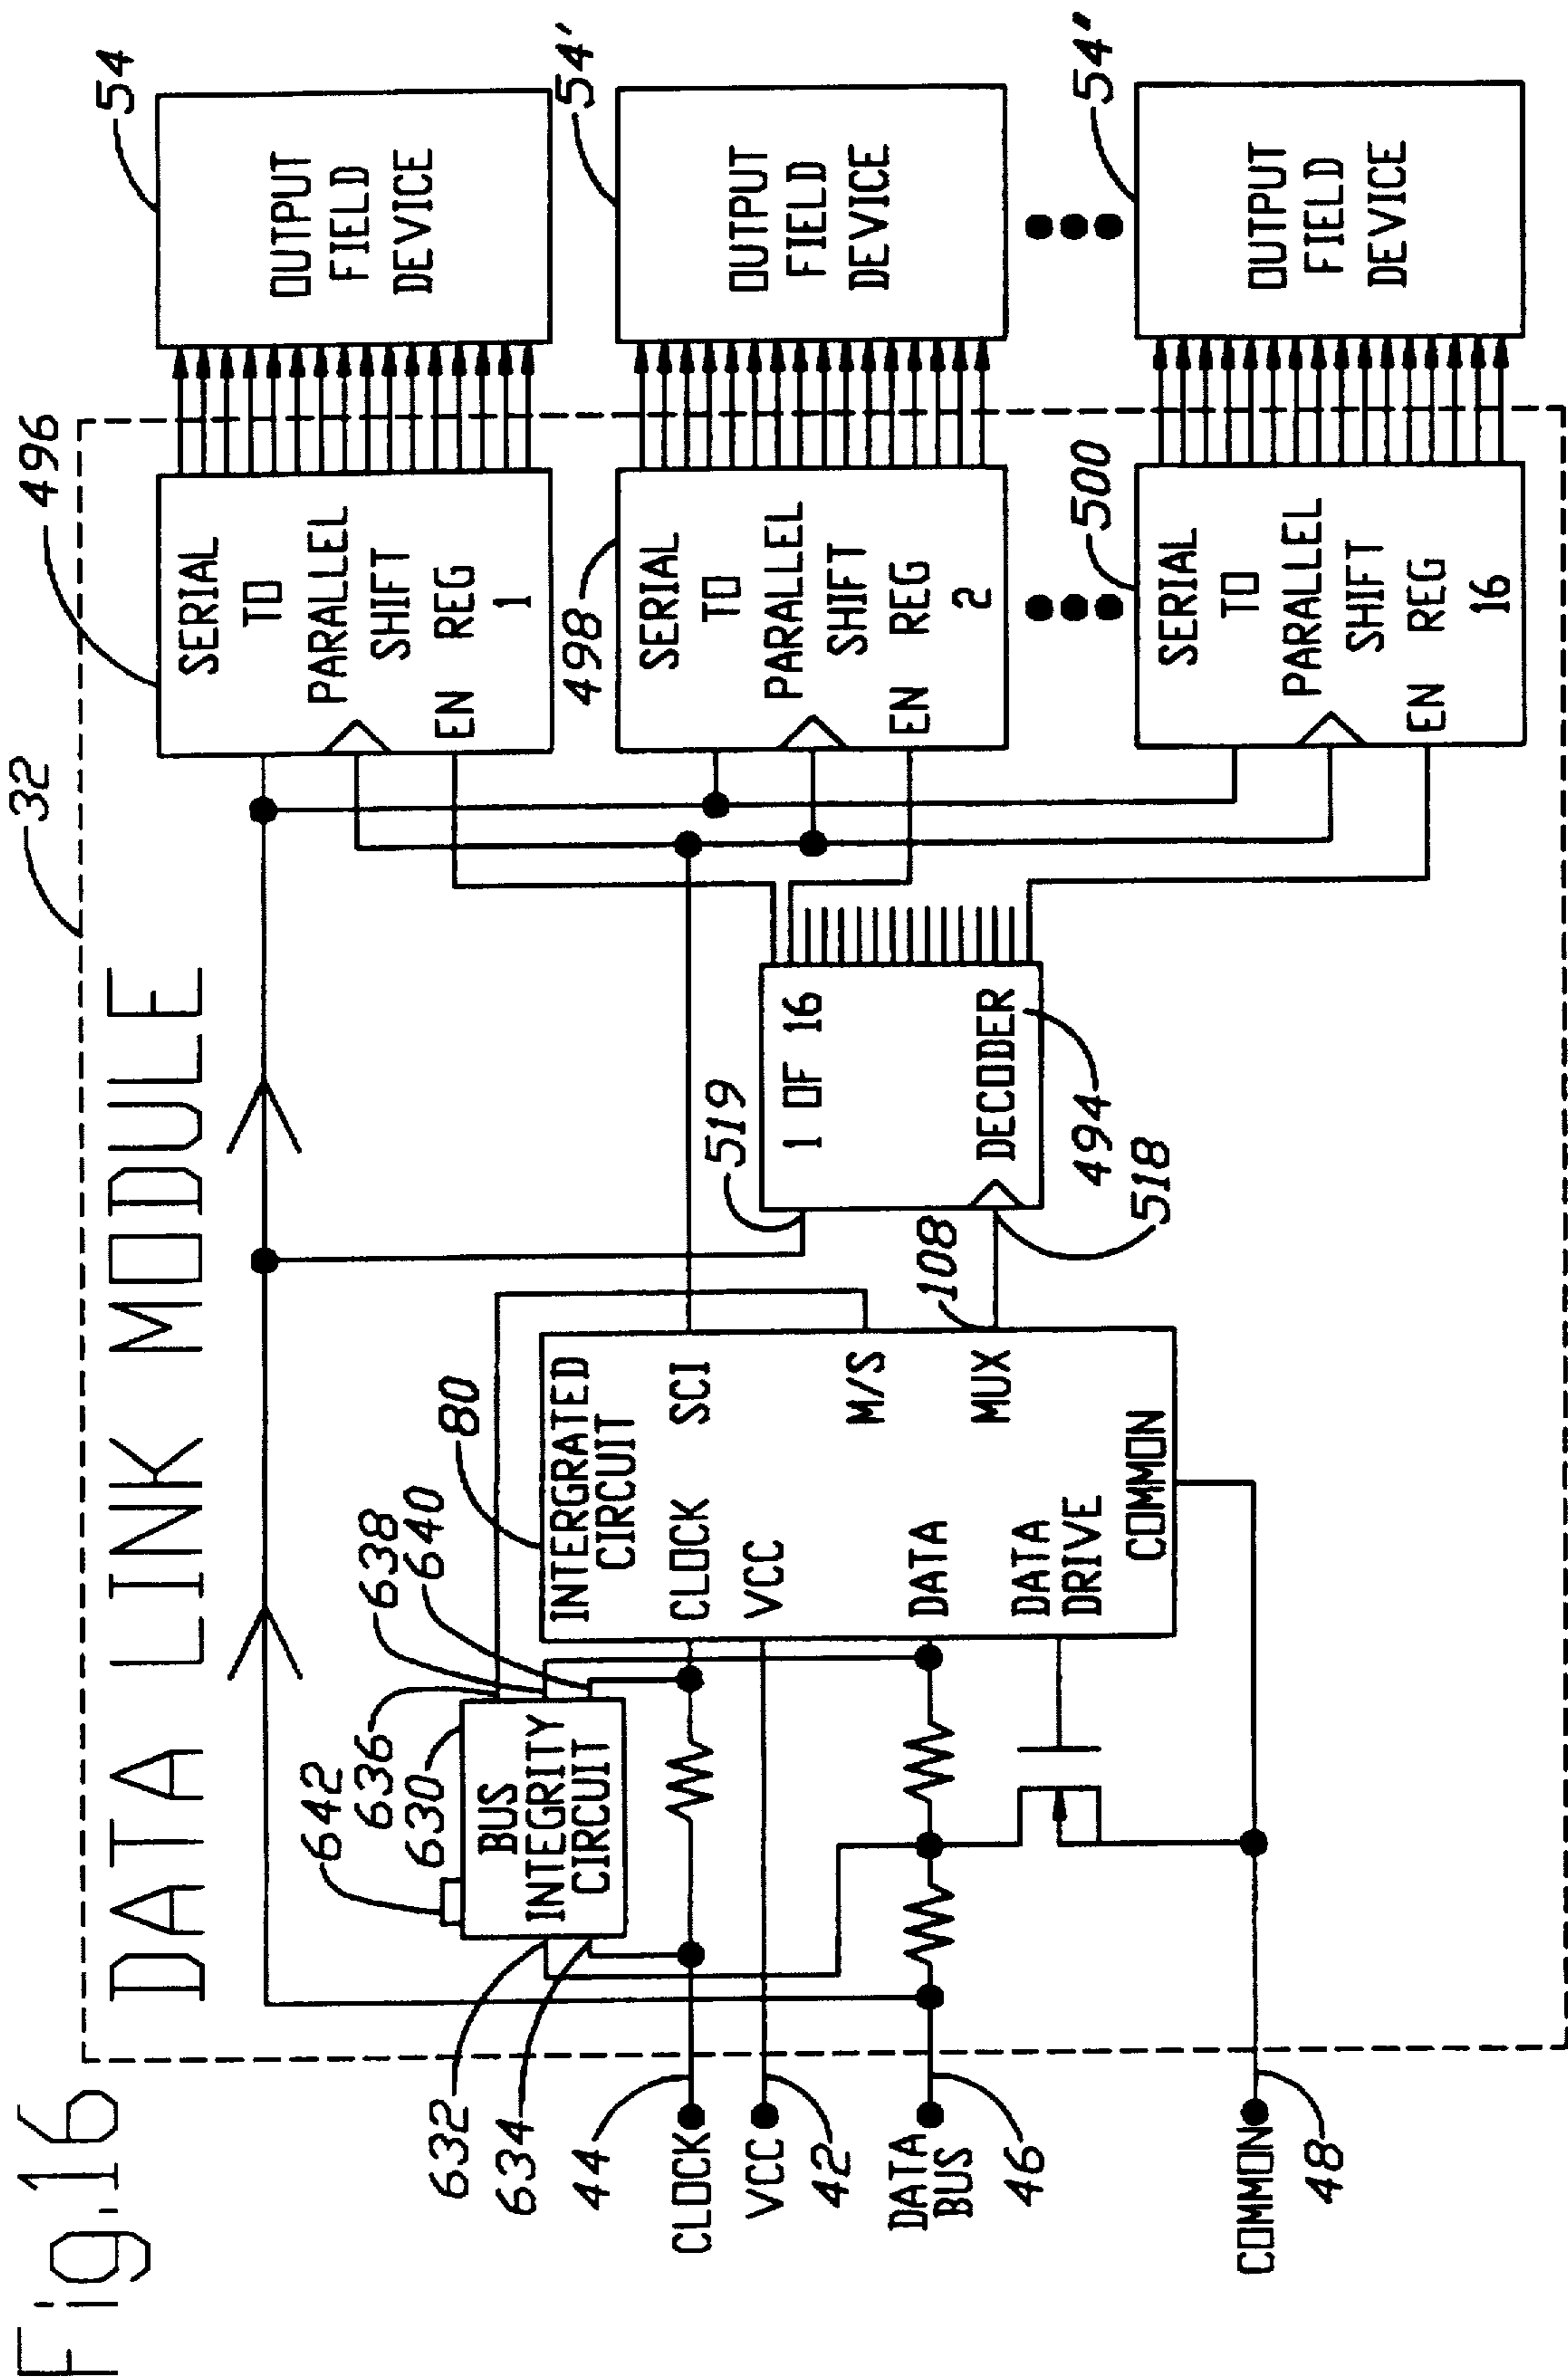 Fig.16
DATA LINK MODULE
32
496
54
SERIAL
TO
PARALLEL
SHIFT
EN REG
1
OUTPUT
FIELD
DEVICE
498
54'
SERIAL
TO
PARALLEL
SHIFT
EN REG
2
OUTPUT
FIELD
DEVICE
500
54"
SERIAL
TO
PARALLEL
SHIFT
EN REG
16
OUTPUT
FIELD
DEVICE
642
636
630
638
640
80
BUS
INTEGRITY
CIRCUIT
632
634
INTERGRATED
CIRCUIT
CLOCK SCI
VCC
M/S
DATA
MUX
DATA
DRIVE
COMMON
519
108
1 OF 16
DECODER
494
518
44
CLOCK
VCC
42
DATA
BUS
46
COMMON
48